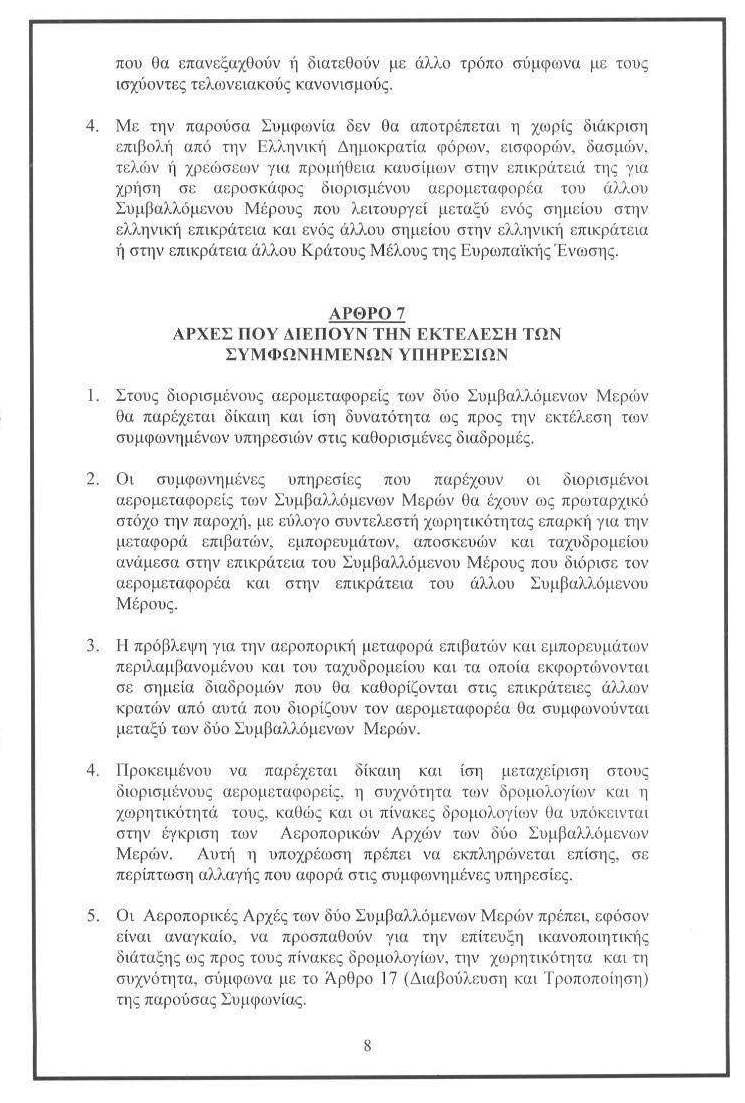 που θα επανεξαχθούν ή διατεθούν με άλλο τρόπο σύμφωνα με τους
ισχύοντες τελωνειακούς κανονισμούς.
4. Με την παρούσα Συμφωνία δεν θα αποτρέπεται η χωρίς διάκριση
επιβολή από την Ελληνική Δημοκρατία φόρων, εισφορών, δασμών,
τελών ή χρεώσεων για προμήθεια καυσίμων στην επικράτειά της για
χρήση σε αεροσκάφος διορισμένου αερομεταφορέα του άλλου
Συμβαλλόμενου Μέρους που λειτουργεί μεταξύ ενός σημείου στην
ελληνική επικράτεια και ενός άλλου σημείου στην ελληνική επικράτεια
ή στην επικράτεια άλλου Κράτους Μέλους της Ευρωπαϊκής Ένωσης.
ΑΡΘΡΟ 7
ΑΡΧΕΣ ΠΟΥ ΔΙΕΠΟΥΝ ΤΗΝ ΕΚΤΕΛΕΣΗ ΤΩΝ
ΣΥΜΦΩΝΗΜΕΝΩΝ ΥΠΗΡΕΣΙΩΝ
1. Στους διορισμένους αερομεταφορείς των δύο Συμβαλλόμενων Μερών
θα παρέχεται δίκαιη και ίση δυνατότητα ως προς την εκτέλεση των
συμφωνημένων υπηρεσιών στις καθορισμένες διαδρομές.
2. Οι συμφωνημένες υπηρεσίες που παρέχουν οι διορισμένοι
αερομεταφορείς των Συμβαλλόμενων Μερών θα έχουν ως πρωταρχικό
στόχο την παροχή, με εύλογο συντελεστή χωρητικότητας επαρκή για την
μεταφορά επιβατών, εμπορευμάτων, αποσκευών και ταχυδρομείου
ανάμεσα στην επικράτεια του Συμβαλλόμενου Μέρους που διόρισε τον
αερομεταφορέα και στην επικράτεια του άλλου Συμβαλλόμενου
Μέρους.
3. Η πρόβλεψη για την αεροπορική μεταφορά επιβατών και εμπορευμάτων
περιλαμβανομένου και του ταχυδρομείου και τα οποία εκφορτώνονται
σε σημεία διαδρομών που θα καθορίζονται στις επικράτειες άλλων
κρατών από αυτά που διορίζουν τον αερομεταφορέα θα συμφωνούνται
μεταξύ των δύο Συμβαλλόμενων Μερών.
4. Προκειμένου να παρέχεται δίκαιη και ίση μεταχείριση στους
διορισμένους αερομεταφορείς, η συχνότητα των δρομολογίων και η
χωρητικότητά τους, καθώς και οι πίνακες δρομολογίων θα υπόκεινται
στην έγκριση των Αεροπορικών Αρχών των δύο Συμβαλλόμενων
Μερών. Αυτή η υποχρέωση πρέπει να εκπληρώνεται επίσης, σε
περίπτωση αλλαγής που αφορά στις συμφωνημένες υπηρεσίες.
5. Οι Αεροπορικές Αρχές των δύο Συμβαλλόμενων Μερών πρέπει, εφόσον
είναι αναγκαίο, να προσπαθούν για την επίτευξη ικανοποιητικής
διάταξης ως προς τους πίνακες δρομολογίων, την χωρητικότητα και τη
συχνότητα, σύμφωνα με το Άρθρο 17 (Διαβούλευση και Τροποποίηση)
της παρούσας Συμφωνίας.
8